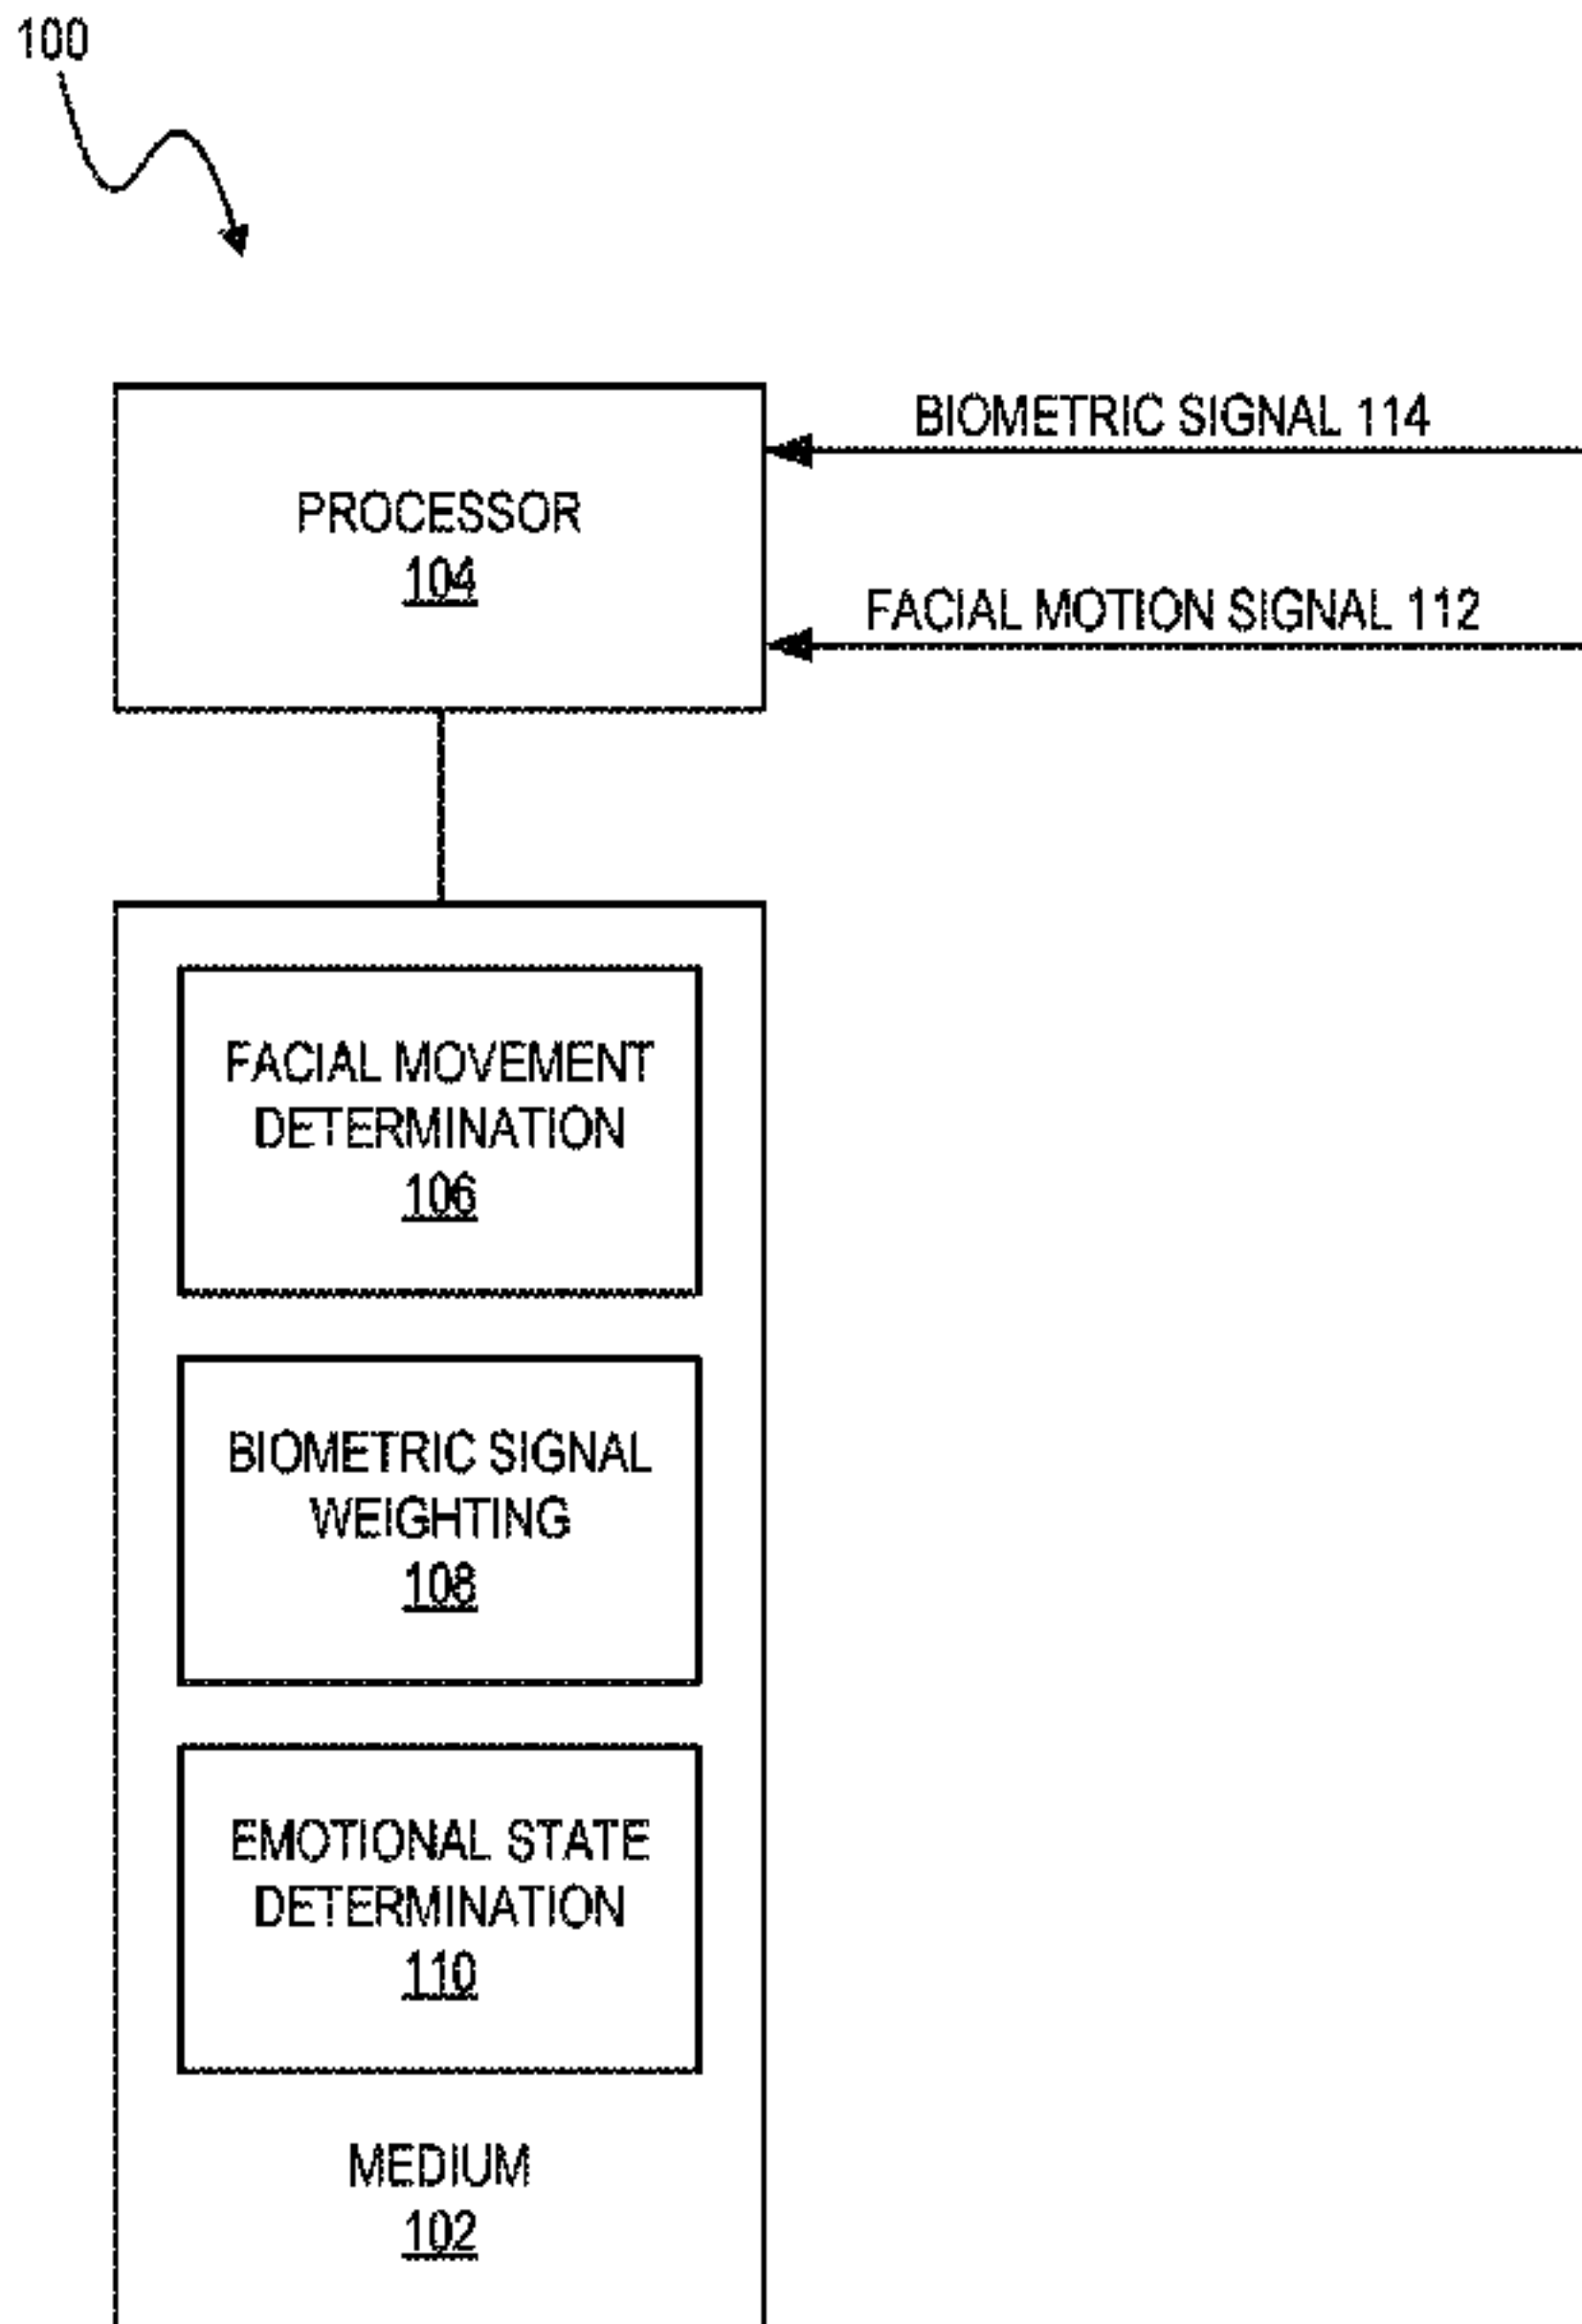 100
BIOMETRIC SIGNAL 114
PROCESSOR
104
FACIAL MOTION SIGNAL 112
FACIAL MOVEMENT
DETERMINATION
106
BIOMETRIC SIGNAL
WEIGHTING
108
EMOTIONAL STATE
DETERMINATION
110
MEDIUM
102